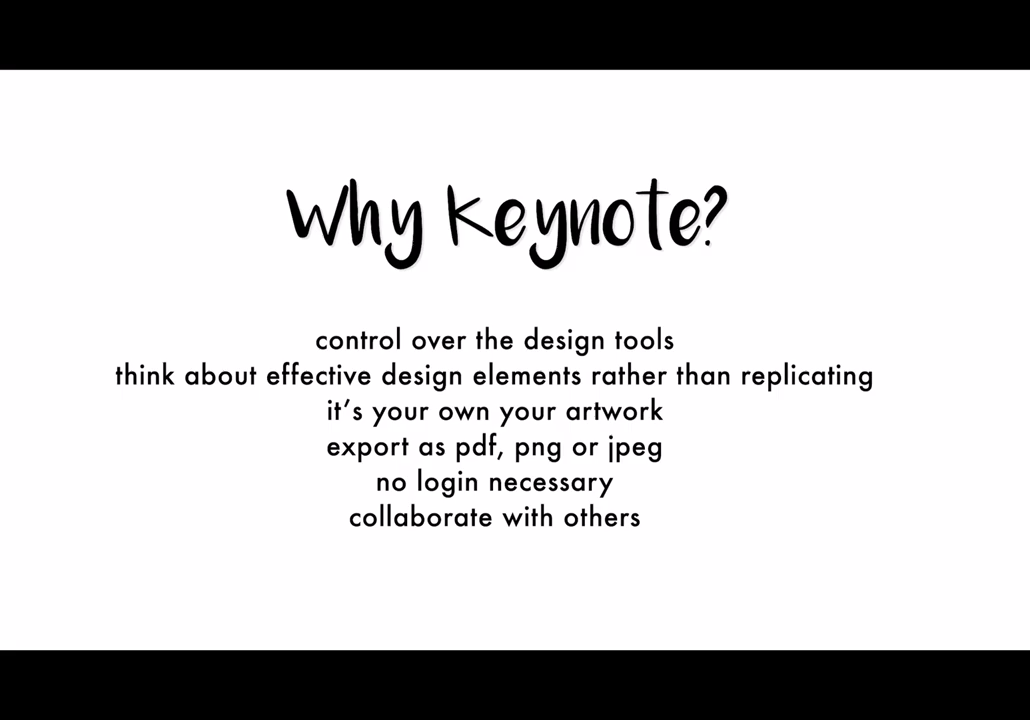 Why Keynote?
control over the design tools
think about effective design elements rather than replicating
it's your own your artwork
export as pdf, png or jpeg
no login necessary
collaborate with others